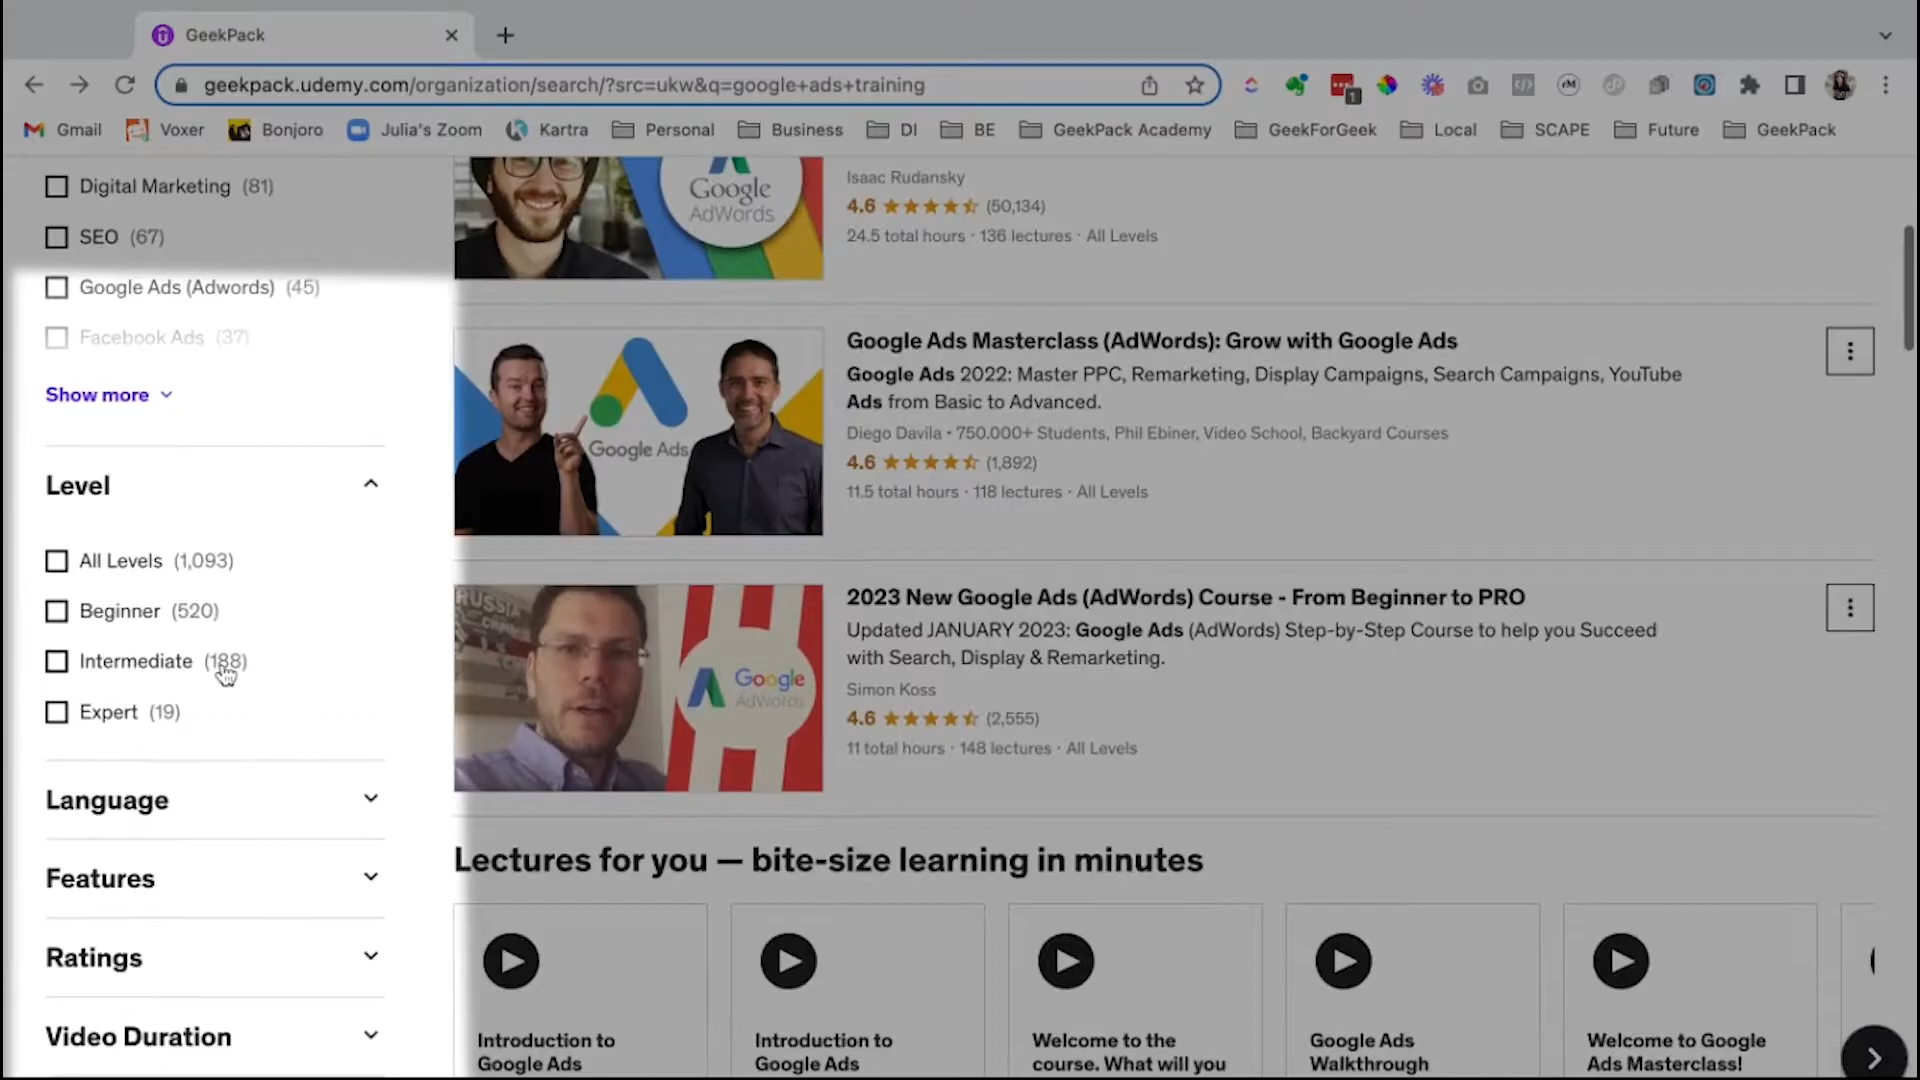 GeekPack
geekpack.udemy.com/organization/search/?src=ukw&q=google+ads+training
1
Gmail
Voxer
Bonjoro
Julia's Zoom
Kartra
Personal
Business
DI
BE
GeekPack Academy
GeekForGeek
Local
SCAPE
Future
GeekPack
Digital Marketing (81)
SEO (67)
Google Ads (Adwords) (45)
Facebook Ads (37)
Show more
Level
All Levels (1,093)
Beginner (520)
Intermediate (188)
Expert (19)
Language
Features
Ratings
Video Duration
Google
AdWords
Isaac Rudansky
4.6 (50,134)
24.5 total hours · 136 lectures · All Levels
Google Ads
Google Ads Masterclass (AdWords): Grow with Google Ads
Google Ads 2022: Master PPC, Remarketing, Display Campaigns, Search Campaigns, YouTube
Ads from Basic to Advanced.
Diego Davila • 750.000+ Students, Phil Ebiner, Video School, Backyard Courses
4.6 (1,892)
11.5 total hours · 118 lectures · All Levels
RUSSIA
Google
AdWords
2023 New Google Ads (AdWords) Course - From Beginner to PRO
Updated JANUARY 2023: Google Ads (AdWords) Step-by-Step Course to help you Succeed
with Search, Display & Remarketing.
Simon Koss
4.6 (2,555)
11 total hours · 148 lectures · All Levels
Lectures for you — bite-size learning in minutes
Introduction to
Google Ads
Introduction to
Google Ads
Welcome to the
course. What will you
Google Ads
Walkthrough
Welcome to Google
Ads Masterclass!